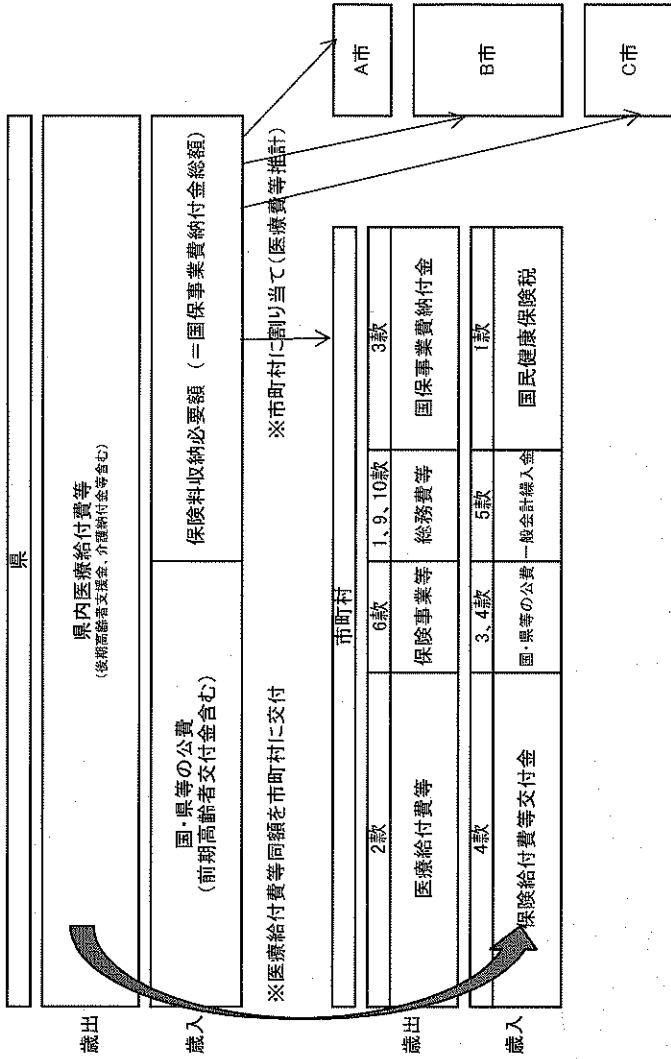 県
歳出
県内医療給付費等
(後期高齢者支援金、介護納付金等含む)
歳入
国・県等の公費
(前期高齢者交付金含む)
保険料収納必要額 (=国保事業費納付金総額)
※医療給付費等同額を市町村に交付
※市町村に割り当て(医療費等推計)
市町村
歳出
2款
6款
1、9、10款
3款
医療給付費等
保険事業等
総務費等
国保事業費納付金
歳入
4款
3、4款
5款
1款
保険給付費等交付金
国・県等の公費
一般会計繰入金
国民健康保険税
A市
B市
C市